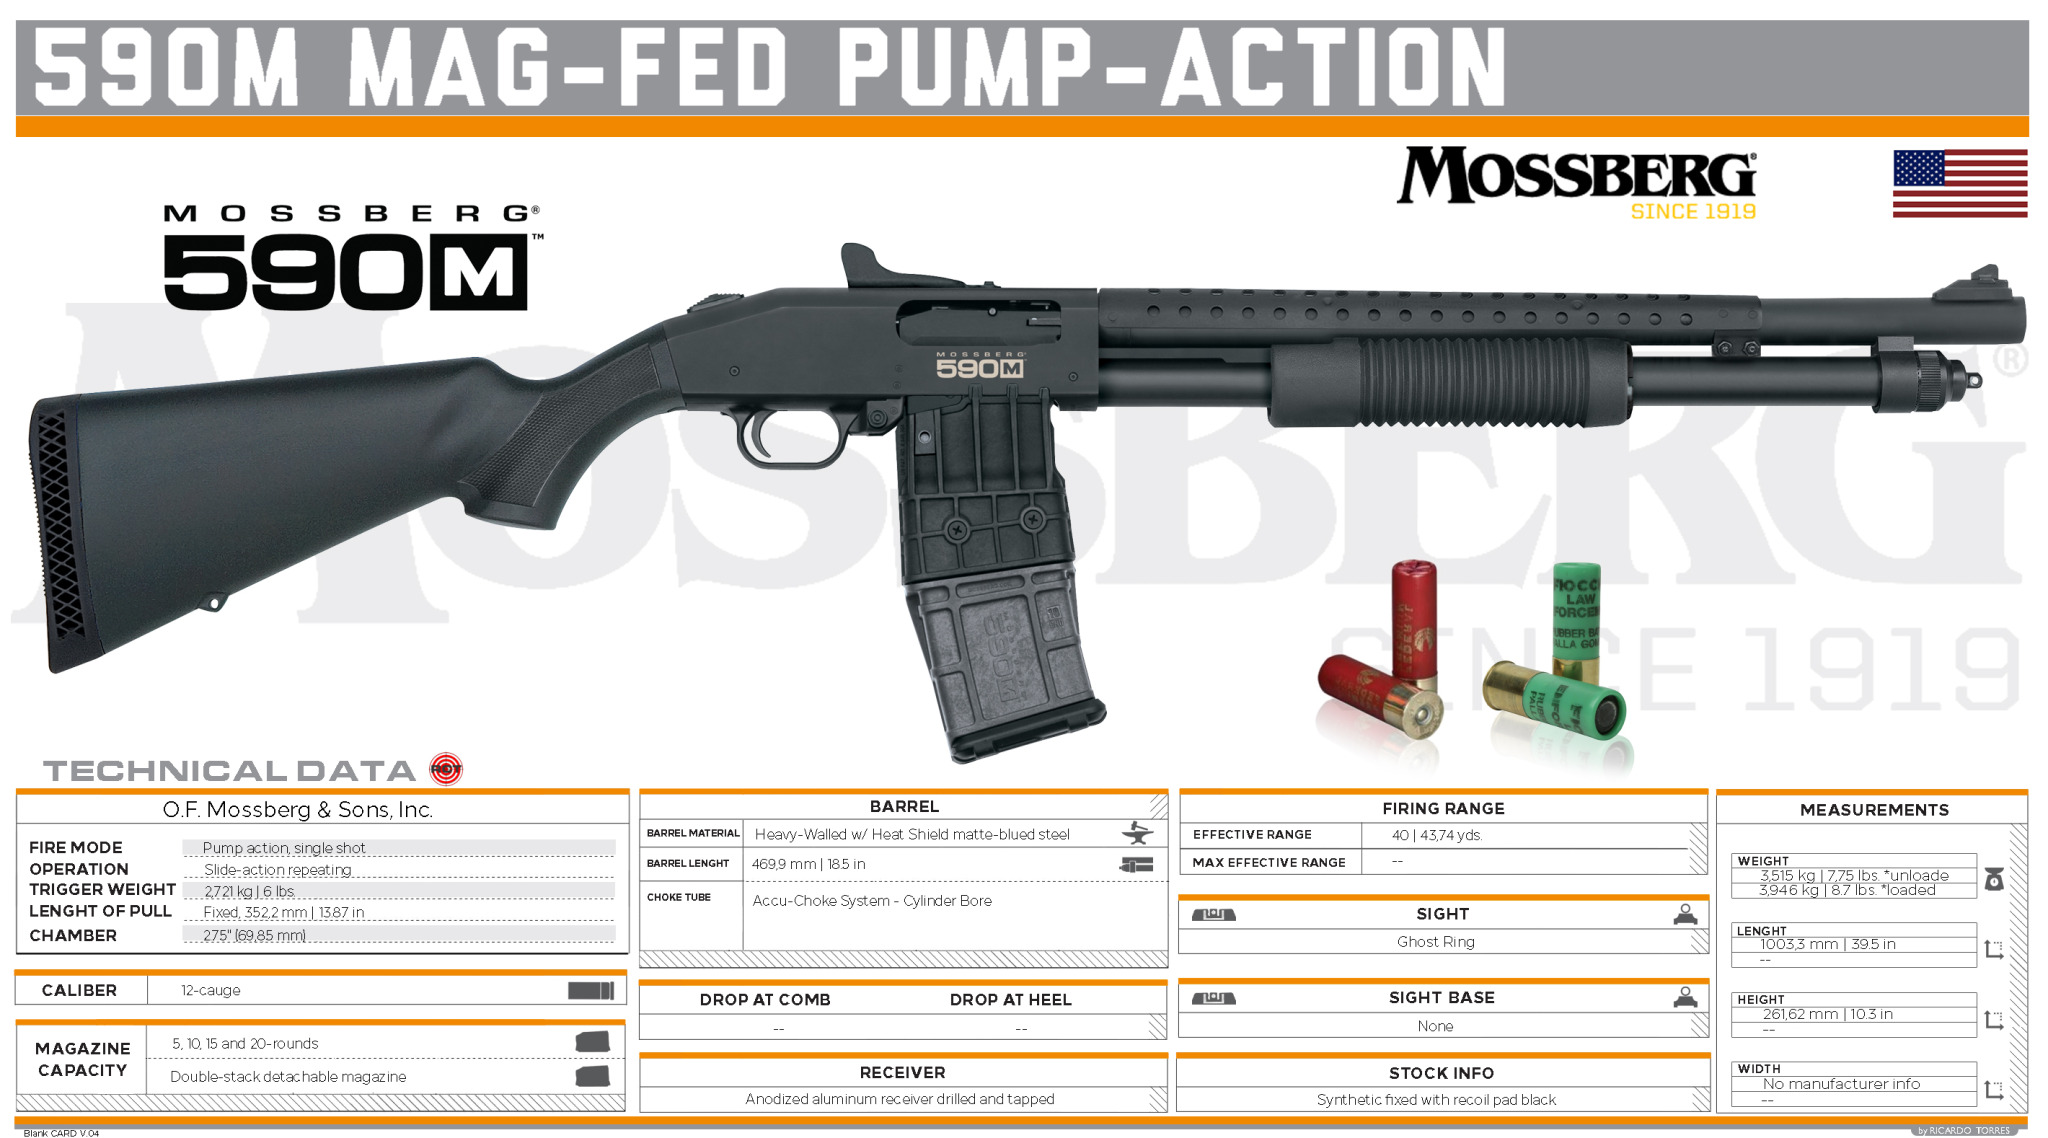 590M MAG-FED PUMP-ACTION
MOSSBERG®
SINCE 1919
MOSSBERG®
590M™
MOSSBERG®
SINCE 1919
MOSSBERG
590M
FIOCC
LAW
FORCE
TECHNICAL DATA
O.F. Mossberg & Sons, Inc.
FIRE MODE Pump action, single shot
OPERATION Slide-action repeating
TRIGGER WEIGHT 2,721 kg | 6 lbs.
LENGHT OF PULL Fixed, 352,2 mm | 13.87 in
CHAMBER 2.75" (69,85 mm)
CALIBER 12-cauge
MAGAZINE CAPACITY
5, 10, 15 and 20-rounds
Double-stack detachable magazine
BARREL
BARREL MATERIAL Heavy-Walled w/ Heat Shield matte-blued steel
BARREL LENGHT 469,9 mm | 18.5 in
CHOKE TUBE Accu-Choke System - Cylinder Bore
DROP AT COMB DROP AT HEEL
-- --
RECEIVER
Anodized aluminum receiver drilled and tapped
FIRING RANGE
EFFECTIVE RANGE 40 | 43,74 yds.
MAX EFFECTIVE RANGE --
SIGHT
Ghost Ring
SIGHT BASE
None
STOCK INFO
Synthetic fixed with recoil pad black
MEASUREMENTS
WEIGHT
3,515 kg | 7,75 lbs. *unloade
3,946 kg | 8.7 lbs. *loaded
LENGHT
1003,3 mm | 39.5 in
--
HEIGHT
261,62 mm | 10.3 in
--
WIDTH
No manufacturer info
--
Blank CARD V.04
by RICARDO TORRES